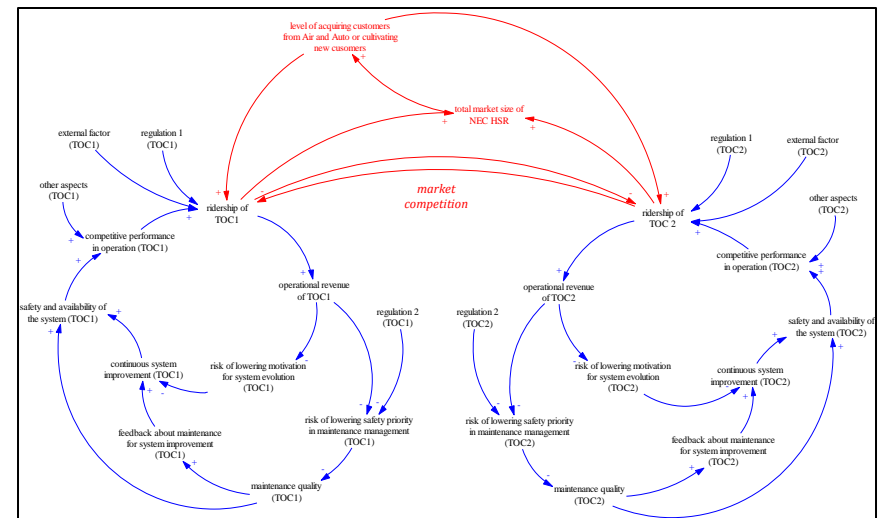 level of acquiring customers
from Air and Auto or cultivating
new cusomers
total market size of
NEC HSR
external factor
(TOC1)
regulation 1
(TOC1)
regulation 1
(TOC2)
external factor
(TOC2)
other aspects
(TOC1)
market
competition
other aspects
(TOC2)
ridership of
TOC1
ridership of
TOC 2
competitive performance
in operation (TOC1)
competitive performance
in operation (TOC2)
operational revenue
of TOC1
operational revenue
of TOC2
safety and availability of
the system (TOC1)
regulation 2
(TOC1)
regulation 2
(TOC2)
safety and availability of
the system (TOC2)
continuous system
improvement (TOC1)
risk of lowering motivation
for system evolution
(TOC1)
risk of lowering motivation
for system evolution
(TOC2)
continuous system
improvement (TOC2)
risk of lowering safety priority
in maintenance management
(TOC1)
risk of lowering safety priority
in maintenance management
(TOC2)
feedback about maintenance
for system improvement
(TOC1)
feedback about maintenance
for system improvement
(TOC2)
maintenance quality
(TOC1)
maintenance quality
(TOC2)